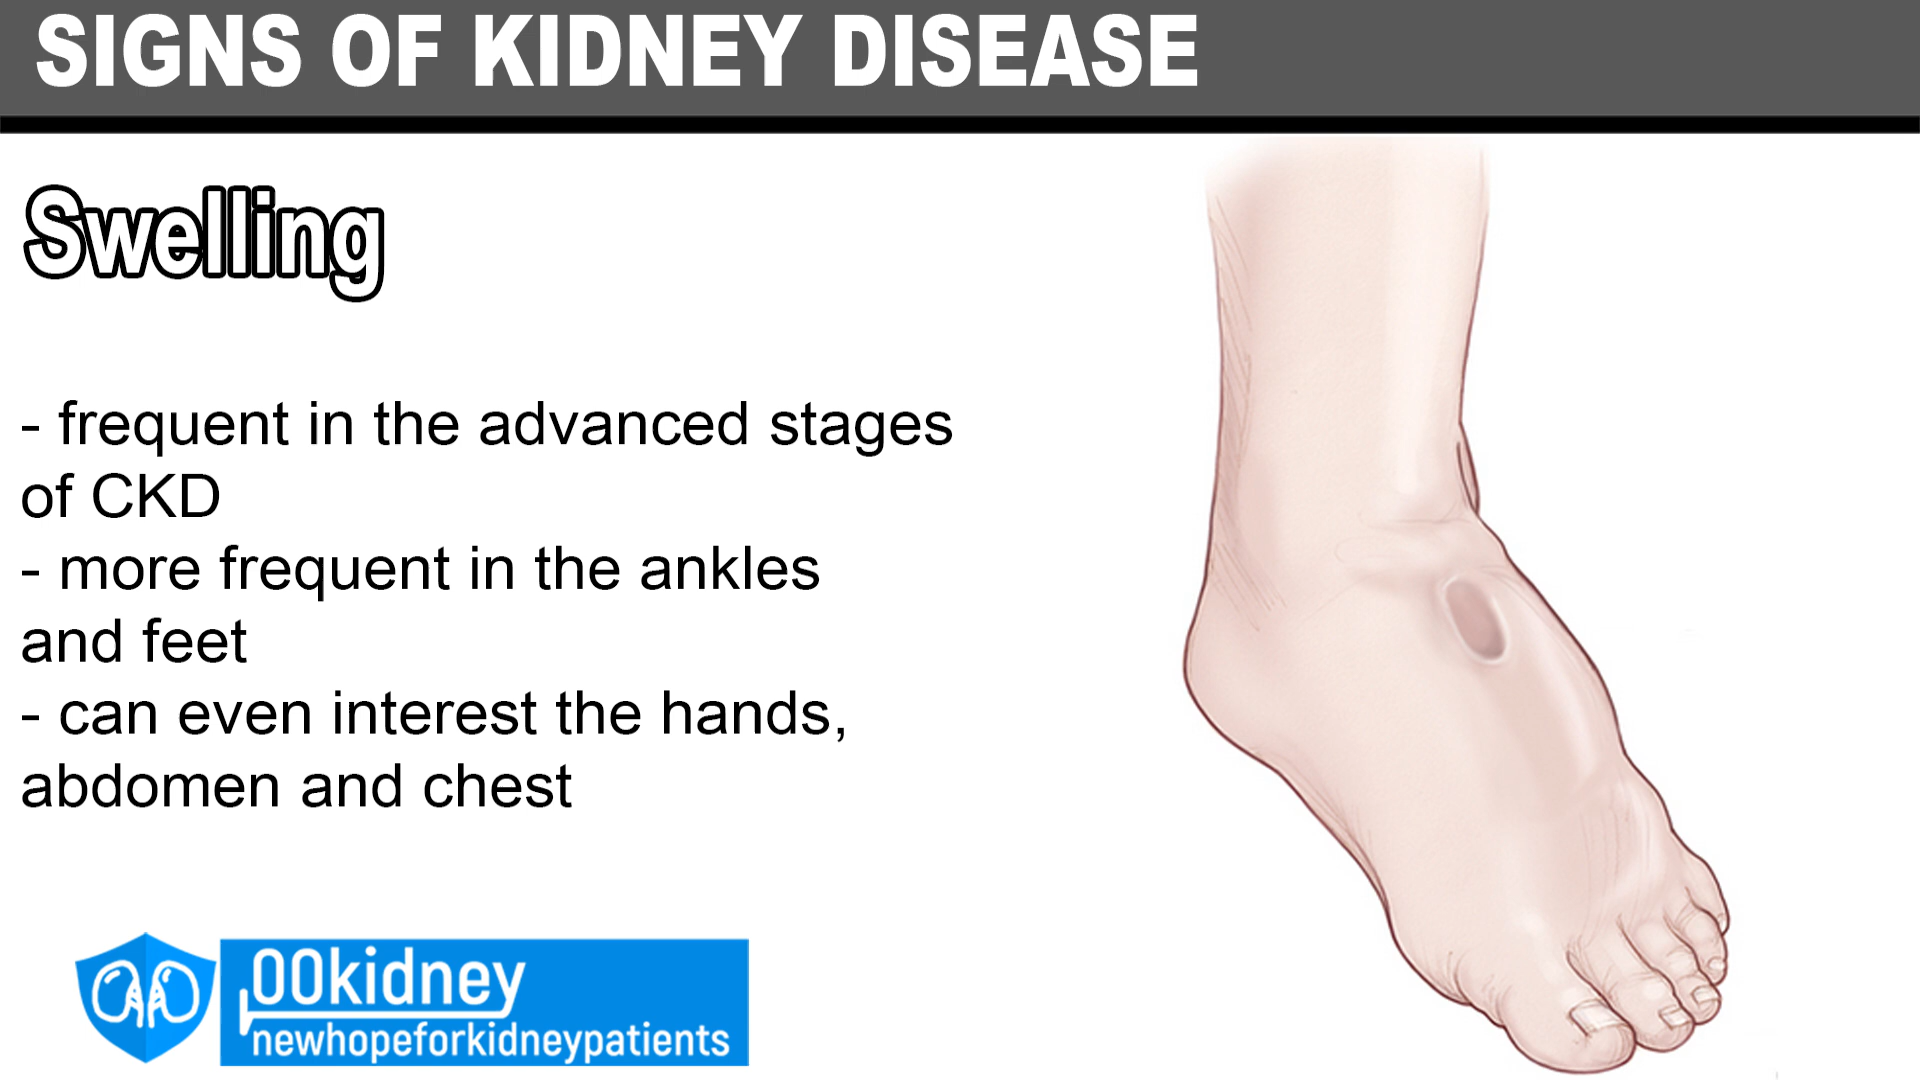 SIGNS OF KIDNEY DISEASE
Swelling
- frequent in the advanced stages
of CKD
- more frequent in the ankles
and feet
- can even interest the hands,
abdomen and chest
00kidney
newhopeforkidneypatients